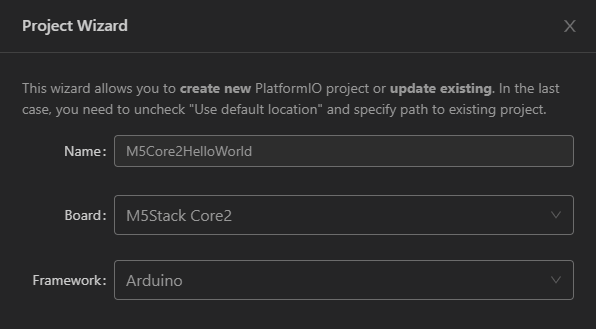 Project Wizard
This wizard allows you to create new PlatformIO project or update existing. In the last
case, you need to uncheck "Use default location" and specify path to existing project.
Name: M5Core2HelloWorld
Board: M5Stack Core2
Framework: Arduino